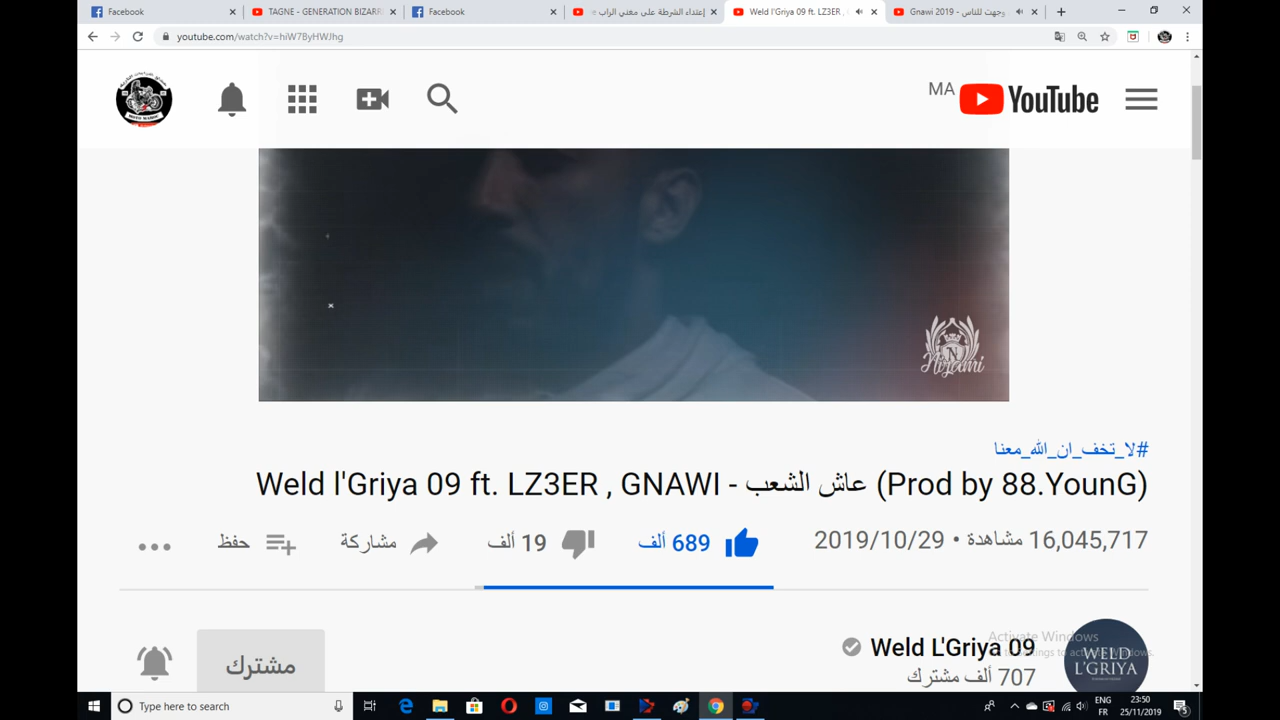 Facebook
TAGNE - GENERATION BIZARR
Facebook
إعتداء الشرطة على مغني الراب
Weld l'Griya 09 ft. LZ3ER ,
Gnawi 2019 - وجهت للناس
youtube.com/watch?v=hiW7ByHWJhg
MA
YouTube
N
Nizami
#لا_تخف_ان_الله_معنا
Weld l'Griya 09 ft. LZ3ER , GNAWI - عاش الشعب (Prod by 88.YounG)
16,045,717 مشاهدة • 2019/10/29
689 ألف
19 ألف
مشاركة
حفظ
Weld L'Griya 09
707 ألف مشترك
مشترك
WELD
L'GRIYA
Activate Windows
Type here to search
ENG
FR
23:50
25/11/2019
5